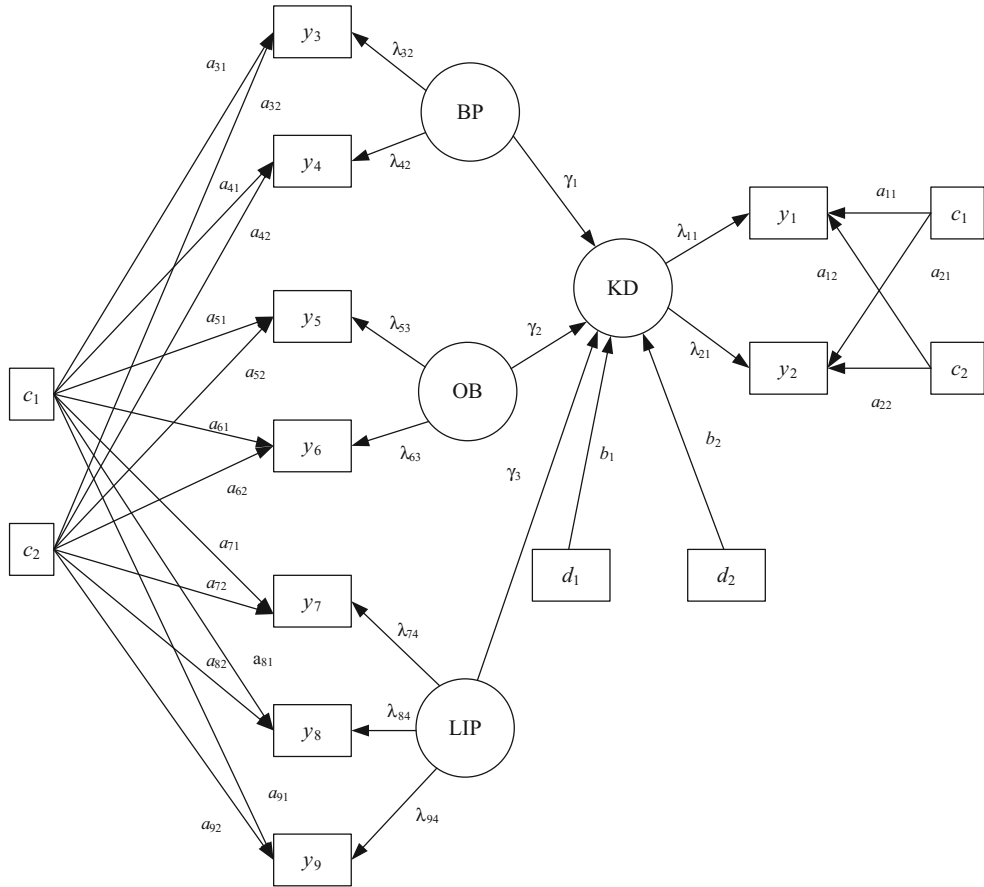 y₃
λ₃₂
a₃₁
BP
a₃₂
y₄
λ₄₂
a₄₁
γ₁
a₄₂
y₁
a₁₁
c₁
λ₁₁
a₁₂
a₂₁
KD
y₅
λ₅₃
a₅₁
γ₂
λ₂₁
y₂
c₂
a₂₂
a₅₂
c₁
OB
a₆₁
y₆
λ₆₃
b₁
b₂
a₆₂
γ₃
c₂
a₇₁
a₇₂
d₁
d₂
y₇
λ₇₄
a₈₂
a₈₁
λ₈₄
y₈
LIP
a₉₁
a₉₂
λ₉₄
y₉